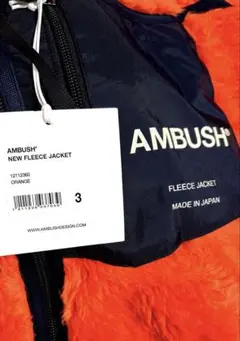 AMBUSH®
NEW FLEECE JACKET
12112360
ORANGE
3
WWW.AMBUSHDESIGN.COM
AMBUSH®
FLEECE JACKET
MADE IN JAPAN